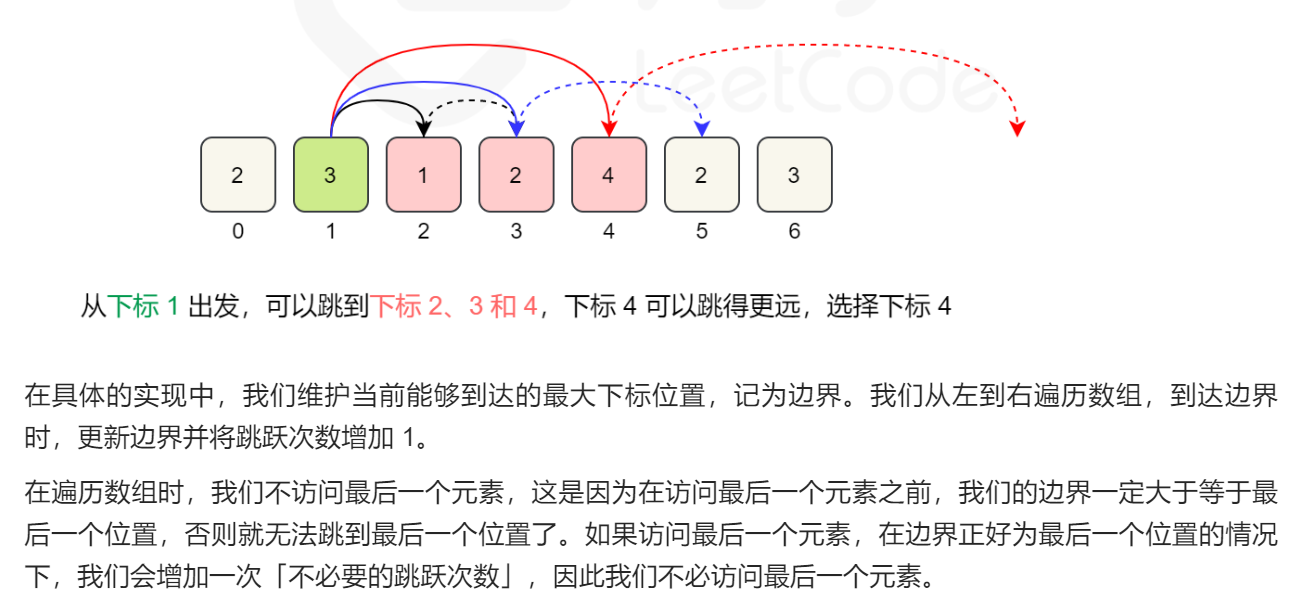 LeetCode
2 3 1 2 4 2 3
0 1 2 3 4 5 6
从下标 1 出发，可以跳到下标 2、3 和 4，下标 4 可以跳得更远，选择下标 4
在具体的实现中，我们维护当前能够到达的最大下标位置，记为边界。我们从左到右遍历数组，到达边界
时，更新边界并将跳跃次数增加 1。
在遍历数组时，我们不访问最后一个元素，这是因为在访问最后一个元素之前，我们的边界一定大于等于最
后一个位置，否则就无法跳到最后一个位置了。如果访问最后一个元素，在边界正好为最后一个位置的情况
下，我们会增加一次「不必要的跳跃次数」，因此我们不必访问最后一个元素。